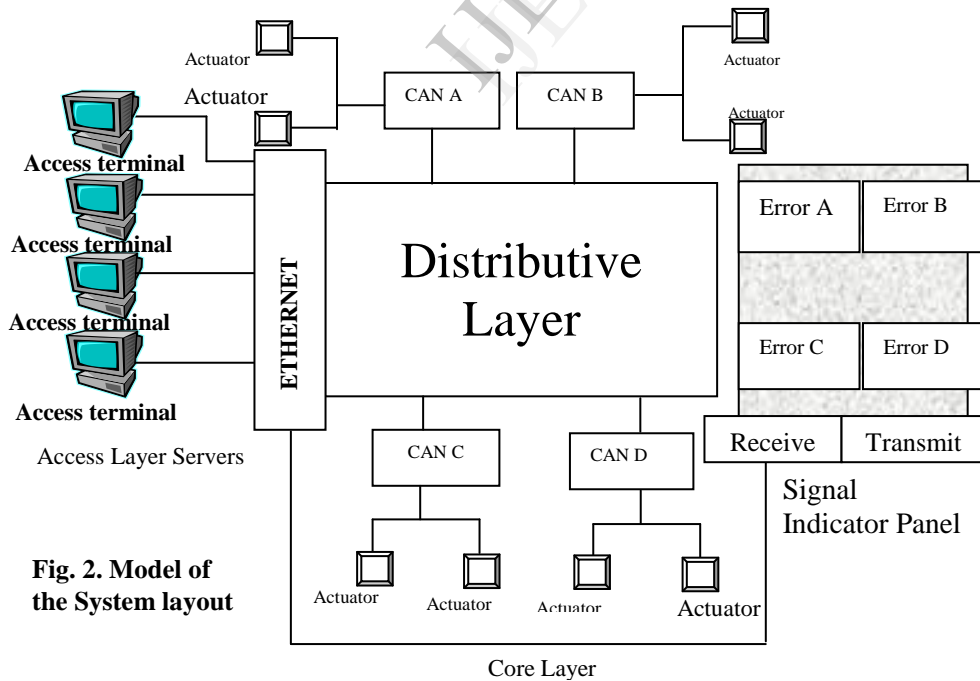 IJE
Actuator
Actuator
CAN A
CAN B
Actuator
Actuator
Access terminal
Access terminal
Access terminal
Access terminal
Access Layer Servers
ETHERNET
Distributive
Layer
Error A
Error B
Error C
Error D
Receive
Transmit
Signal
Indicator Panel
CAN C
CAN D
Actuator
Actuator
Actuator
Actuator
Fig. 2. Model of
the System layout
Core Layer